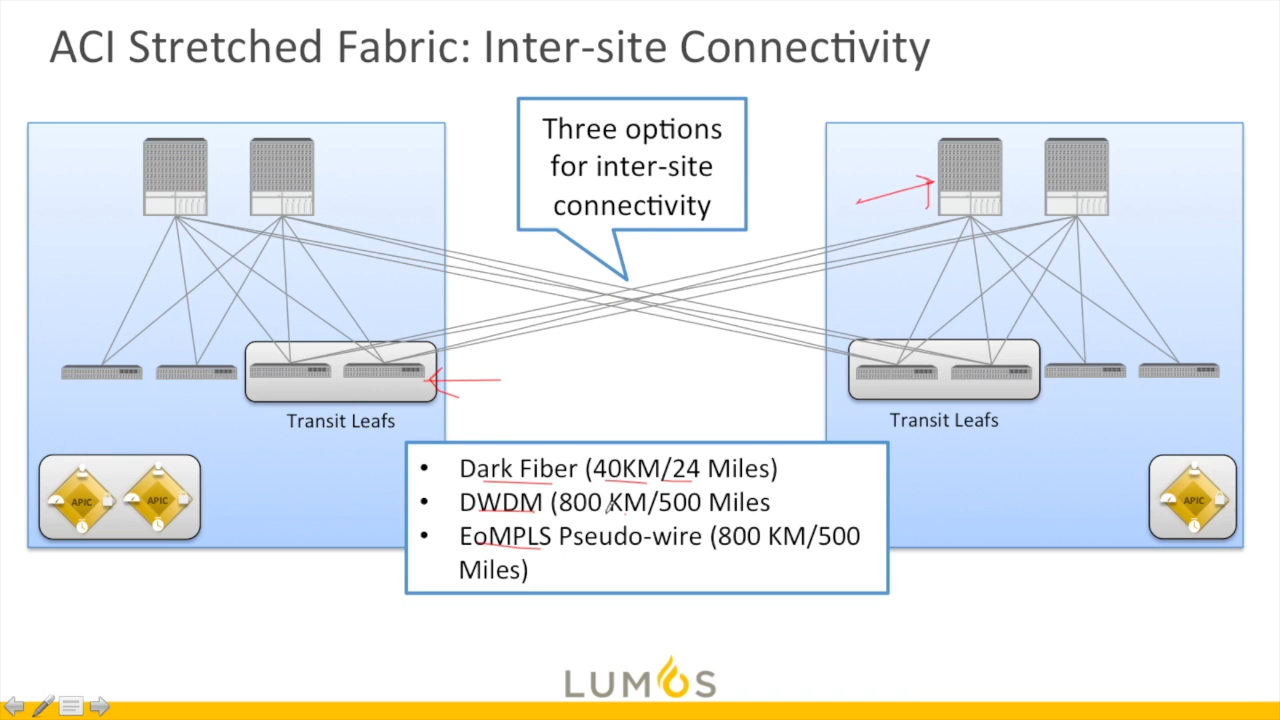 ACI Stretched Fabric: Inter-site Connectivity
Three options
for inter-site
connectivity
Transit Leafs
Transit Leafs
APIC
APIC
APIC
• Dark Fiber (40KM/24 Miles)
• DWDM (800 KM/500 Miles
• EoMPLS Pseudo-wire (800 KM/500
Miles)
LUMOS